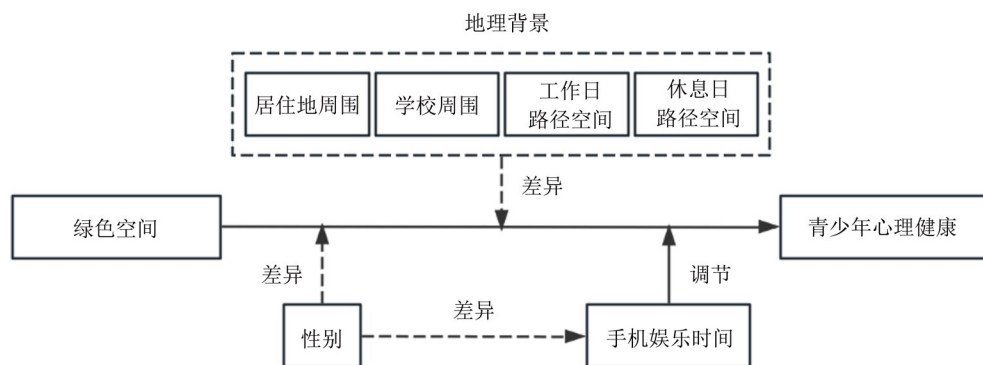 地理背景
居住地周围
学校周围
工作日
路径空间
休息日
路径空间
差异
绿色空间
青少年心理健康
差异
调节
差异
性别
手机娱乐时间